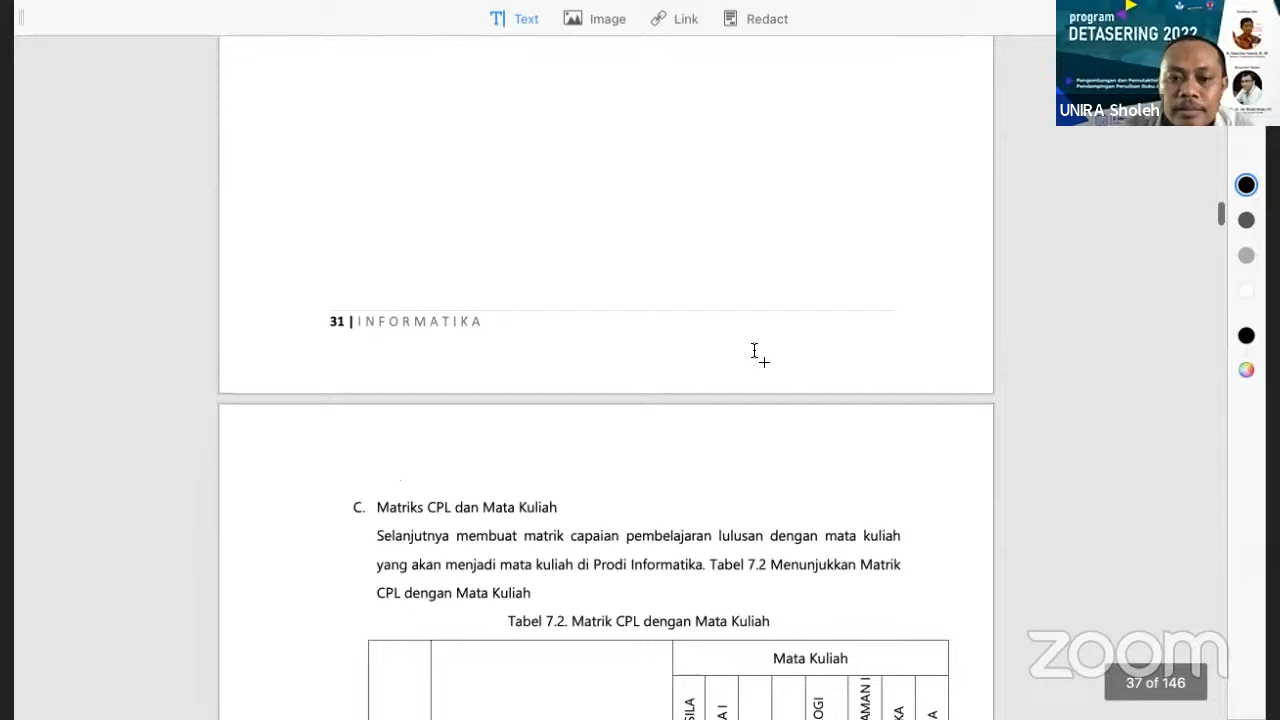 Text Image Link Redact
program
DETASERING 2022
UNIRA Sholeh
31 | INFORMATIKA
C. Matriks CPL dan Mata Kuliah
Selanjutnya membuat matrik capaian pembelajaran lulusan dengan mata kuliah
yang akan menjadi mata kuliah di Prodi Informatika. Tabel 7.2 Menunjukkan Matrik
CPL dengan Mata Kuliah
Tabel 7.2. Matrik CPL dengan Mata Kuliah
Mata Kuliah
zoom
37 of 146